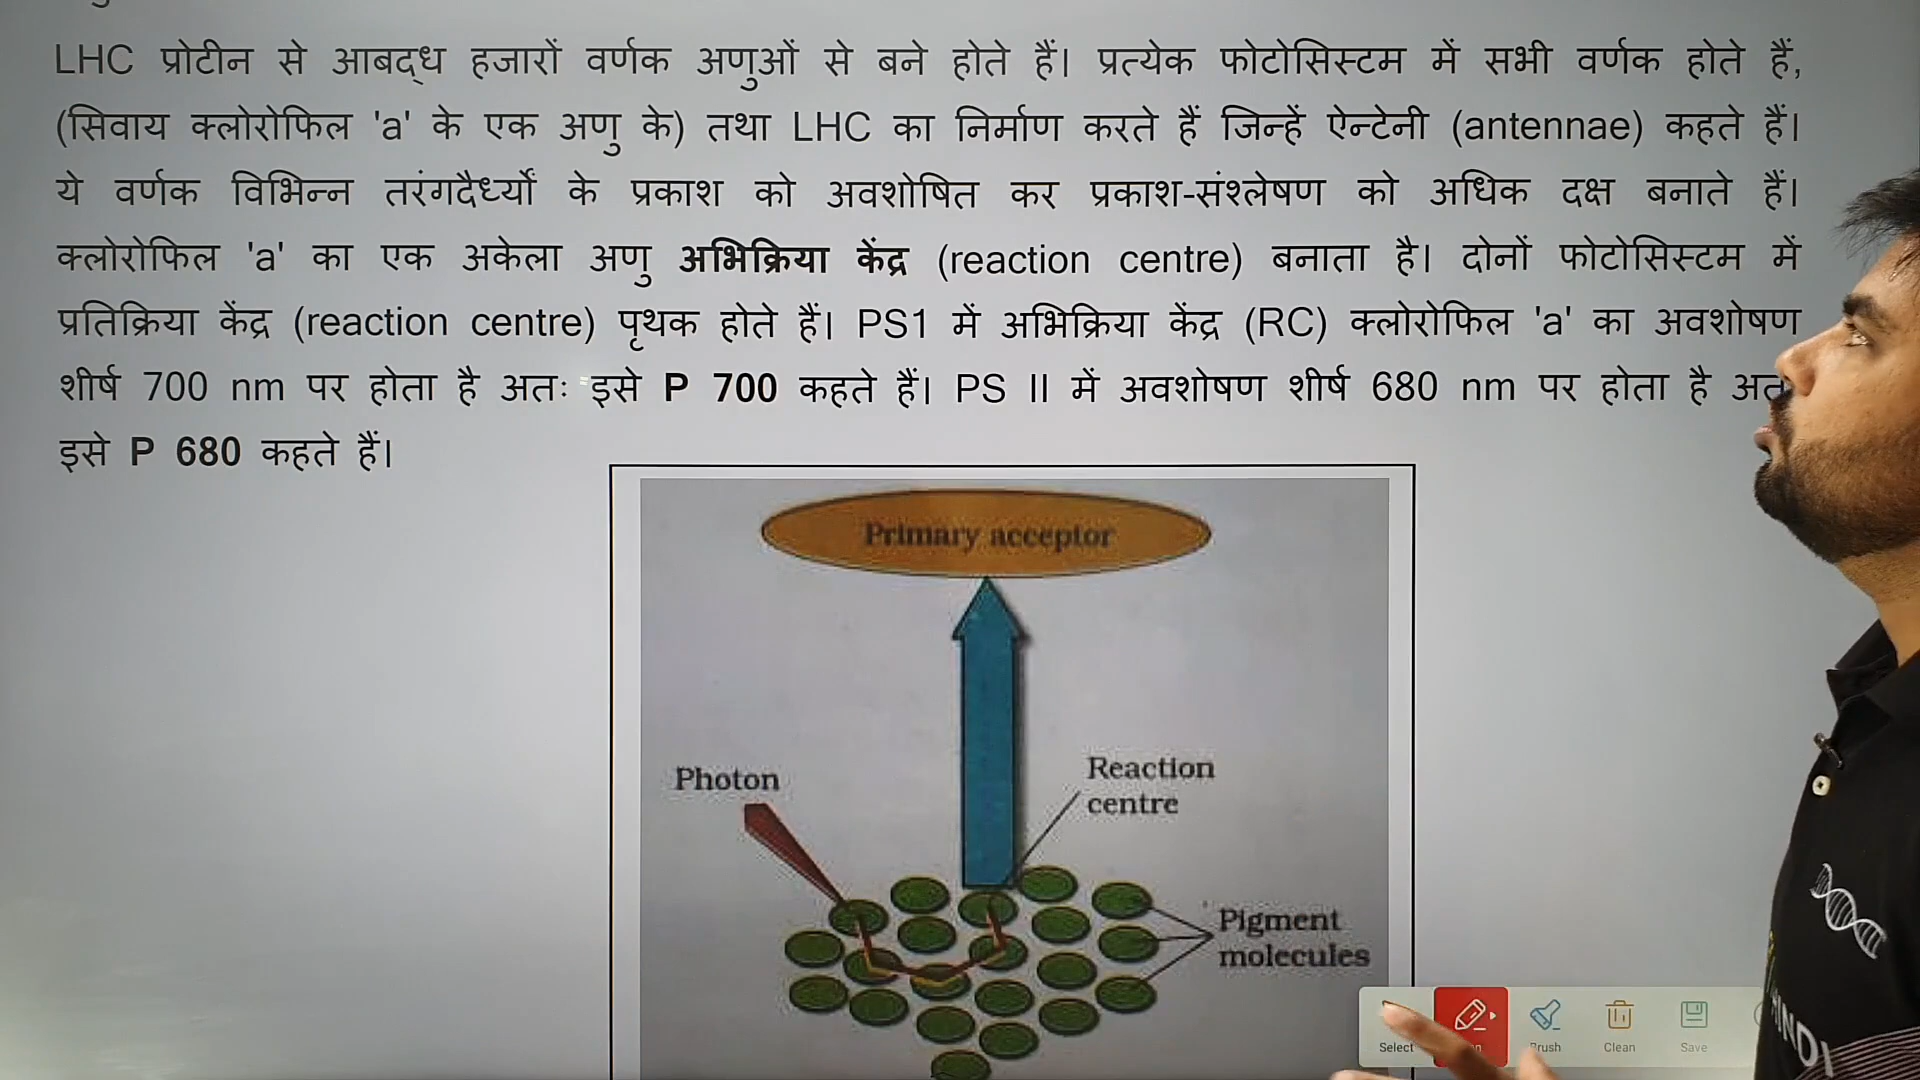 LHC प्रोटीन से आबद्ध हजारों वर्णक अणुओं से बने होते हैं। प्रत्येक फोटोसिस्टम में सभी वर्णक होते हैं,
(सिवाय क्लोरोफिल 'a' के एक अणु के) तथा LHC का निर्माण करते हैं जिन्हें ऐन्टेनी (antennae) कहते हैं।
ये वर्णक विभिन्न तरंगदैर्ध्यों के प्रकाश को अवशोषित कर प्रकाश-संश्लेषण को अधिक दक्ष बनाते हैं।
क्लोरोफिल 'a' का एक अकेला अणु अभिक्रिया केंद्र (reaction centre) बनाता है। दोनों फोटोसिस्टम में
प्रतिक्रिया केंद्र (reaction centre) पृथक होते हैं। PS1 में अभिक्रिया केंद्र (RC) क्लोरोफिल 'a' का अवशोषण
शीर्ष 700 nm पर होता है अतः इसे P 700 कहते हैं। PS II में अवशोषण शीर्ष 680 nm पर होता है अत
इसे P 680 कहते हैं।
Primary acceptor
Photon
Reaction
centre
Pigment
molecules
Select
Brush
Clean
Save